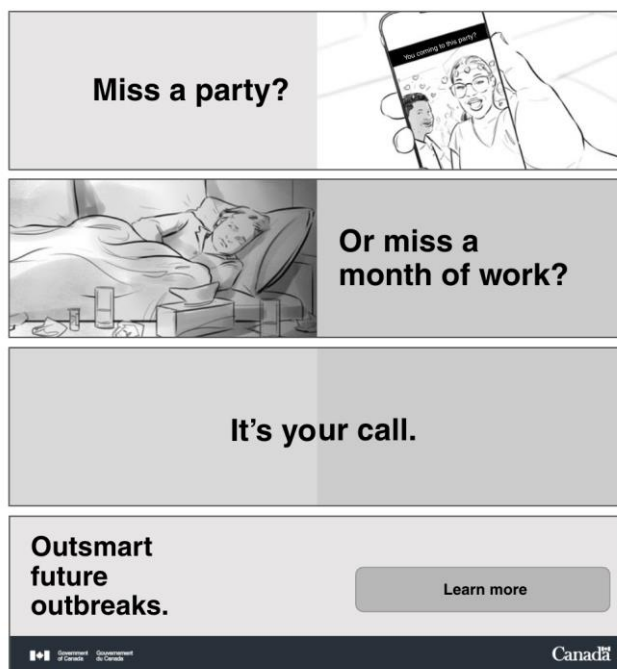 Miss a party?
You coming to this party?
Or miss a
month of work?
It's your call.
Outsmart
future
outbreaks.
Learn more
Government Gouvernement
of Canada du Canada
Canada